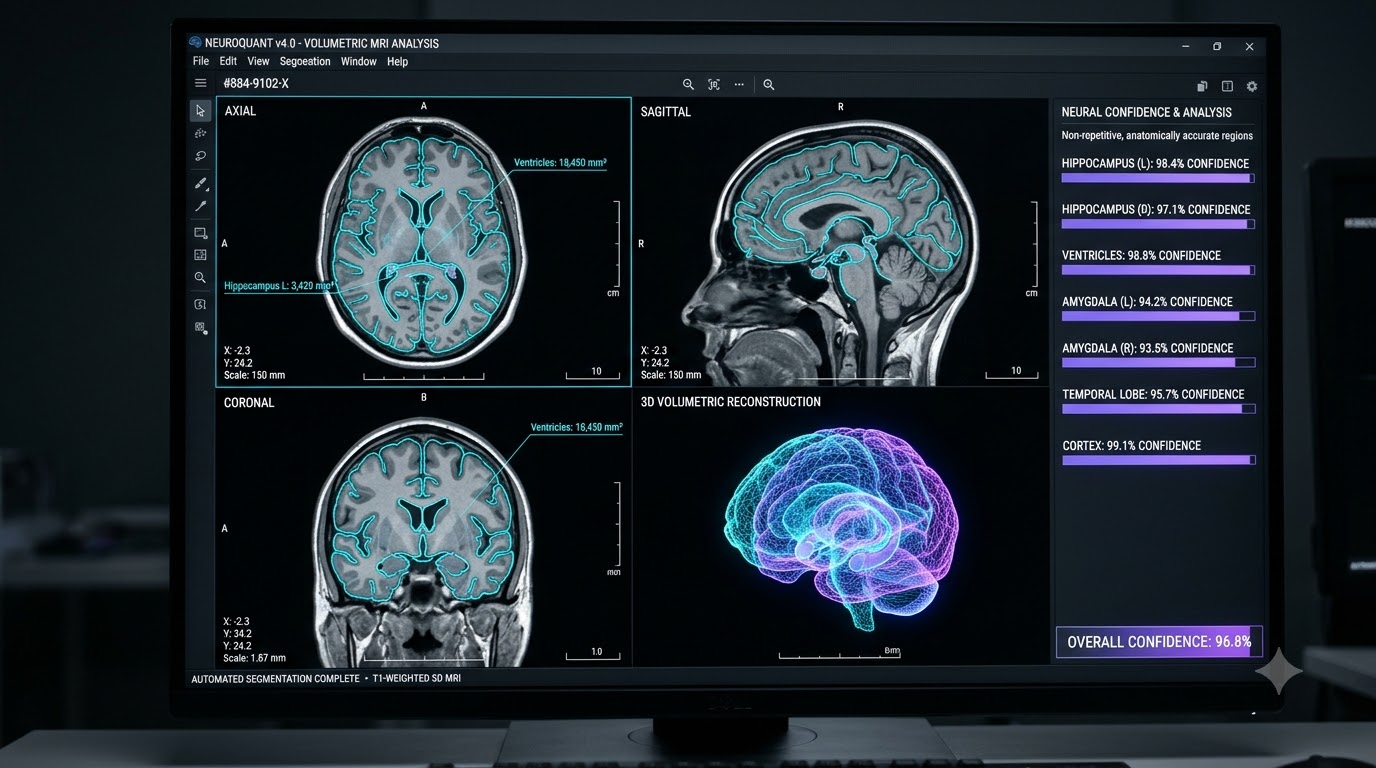 NEUROQUANT v4.0 - VOLUMETRIC MRI ANALYSIS
File Edit View Segoeation Window Help
#884-9102-X
AXIAL
A
Ventricles: 18,450 mm³
A
Hippocampus L: 3,420 mm³
cm
X: -2.3
Y: 24.2
Scale: 150 mm
10
SAGITTAL
R
R
cm
X: -2.3
Y: 24.2
Scale: 150 mm
10
CORONAL
B
Ventricles: 18,450 mm³
A
mm
X: -2.3
Y: 34.2
Y: 24.2
Scale: 1.67 mm
1.0
3D VOLUMETRIC RECONSTRUCTION
NEURAL CONFIDENCE & ANALYSIS
Non-repetitive, anatomically accurate regions
HIPPOCAMPUS (L): 98.4% CONFIDENCE
HIPPOCAMPUS (D): 97.1% CONFIDENCE
VENTRICLES: 98.8% CONFIDENCE
AMYGDALA (L): 94.2% CONFIDENCE
AMYGDALA (R): 93.5% CONFIDENCE
TEMPORAL LOBE: 95.7% CONFIDENCE
CORTEX: 99.1% CONFIDENCE
OVERALL CONFIDENCE: 96.8%
AUTOMATED SEGMENTATION COMPLETE • T1-WEIGHTED SD MRI